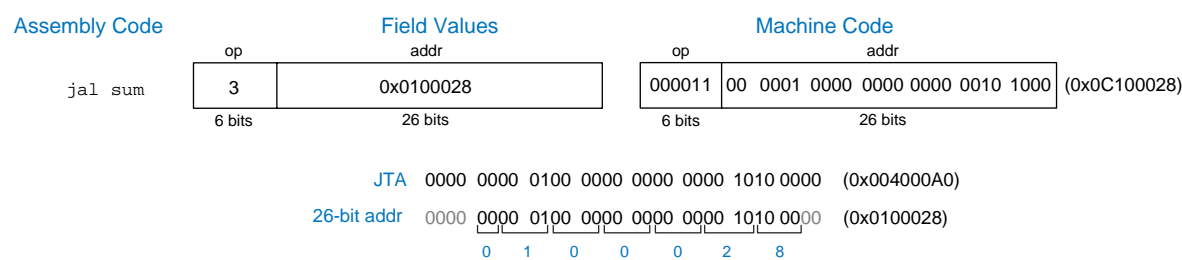 Assembly Code Field Values Machine Code
op addr op addr
jal sum 3 0x0100028 000011 00 0001 0000 0000 0000 0010 1000 (0x0C100028)
6 bits 26 bits 6 bits 26 bits
JTA 0000 0000 0100 0000 0000 0000 1010 0000 (0x004000A0)
26-bit addr 0000 0000 0100 0000 0000 0000 1010 0000 (0x0100028)
0 1 0 0 0 2 8